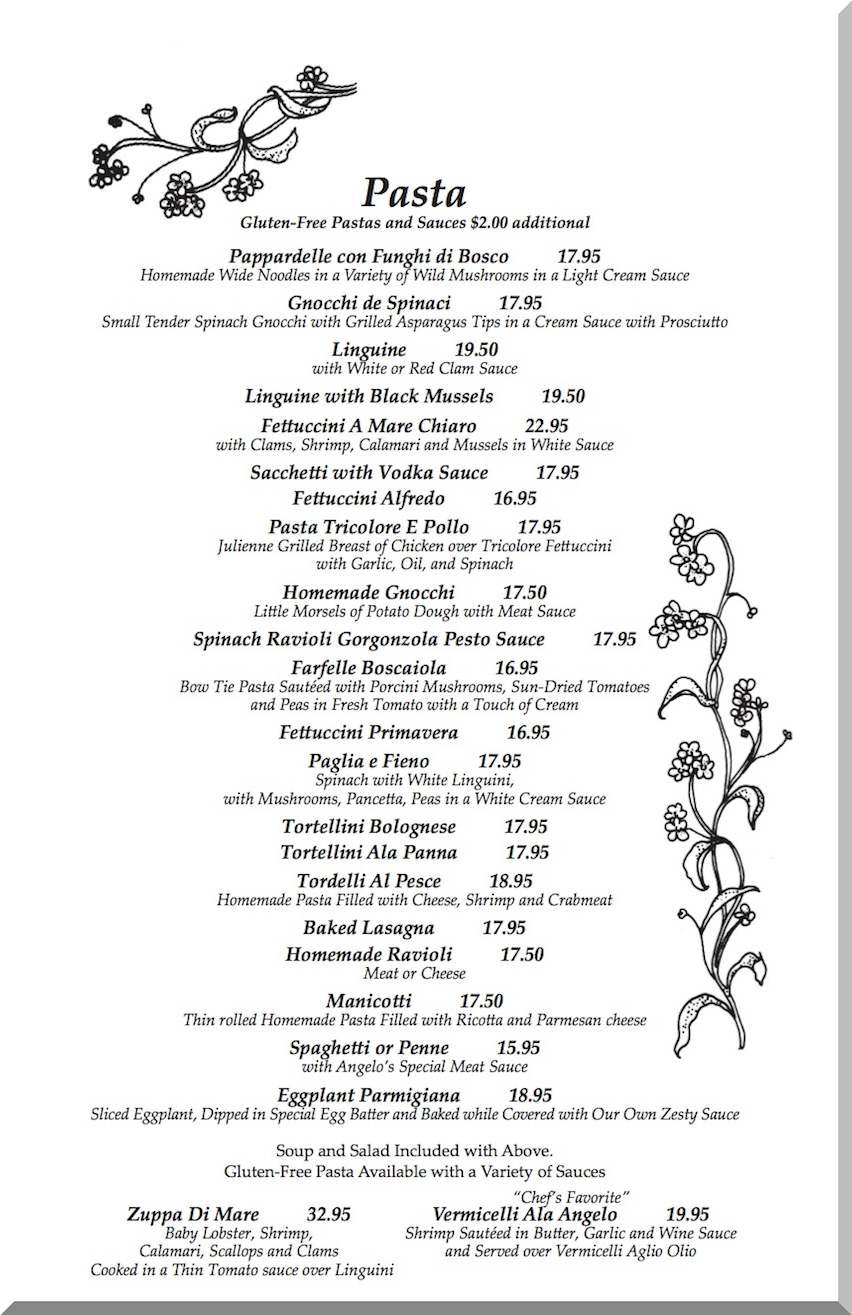 Pasta
Gluten-Free Pastas and Sauces $2.00 additional
Pappardelle con Funghi di Bosco 17.95
Homemade Wide Noodles in a Variety of Wild Mushrooms in a Light Cream Sauce
Gnocchi de Spinaci 17.95
Small Tender Spinach Gnocchi with Grilled Asparagus Tips in a Cream Sauce with Prosciutto
Linguine 19.50
with White or Red Clam Sauce
Linguine with Black Mussels 19.50
Fettuccini A Mare Chiaro 22.95
with Clams, Shrimp, Calamari and Mussels in White Sauce
Sacchetti with Vodka Sauce 17.95
Fettuccini Alfredo 16.95
Pasta Tricolore E Pollo 17.95
Julienne Grilled Breast of Chicken over Tricolore Fettuccini
with Garlic, Oil, and Spinach
Homemade Gnocchi 17.50
Little Morsels of Potato Dough with Meat Sauce
Spinach Ravioli Gorgonzola Pesto Sauce 17.95
Farfelle Boscaiola 16.95
Bow Tie Pasta Sautéed with Porcini Mushrooms, Sun-Dried Tomatoes
and Peas in Fresh Tomato with a Touch of Cream
Fettuccini Primavera 16.95
Paglia e Fieno 17.95
Spinach with White Linguini,
with Mushrooms, Pancetta, Peas in a White Cream Sauce
Tortellini Bolognese 17.95
Tortellini Ala Panna 17.95
Tordelli Al Pesce 18.95
Homemade Pasta Filled with Cheese, Shrimp and Crabmeat
Baked Lasagna 17.95
Homemade Ravioli 17.50
Meat or Cheese
Manicotti 17.50
Thin rolled Homemade Pasta Filled with Ricotta and Parmesan cheese
Spaghetti or Penne 15.95
with Angelo's Special Meat Sauce
Eggplant Parmigiana 18.95
Sliced Eggplant, Dipped in Special Egg Batter and Baked while Covered with Our Own Zesty Sauce
Soup and Salad Included with Above.
Gluten-Free Pasta Available with a Variety of Sauces
Zuppa Di Mare 32.95
Baby Lobster, Shrimp,
Calamari, Scallops and Clams
Cooked in a Thin Tomato sauce over Linguini
"Chef's Favorite"
Vermicelli Ala Angelo 19.95
Shrimp Sautéed in Butter, Garlic and Wine Sauce
and Served over Vermicelli Aglio Olio